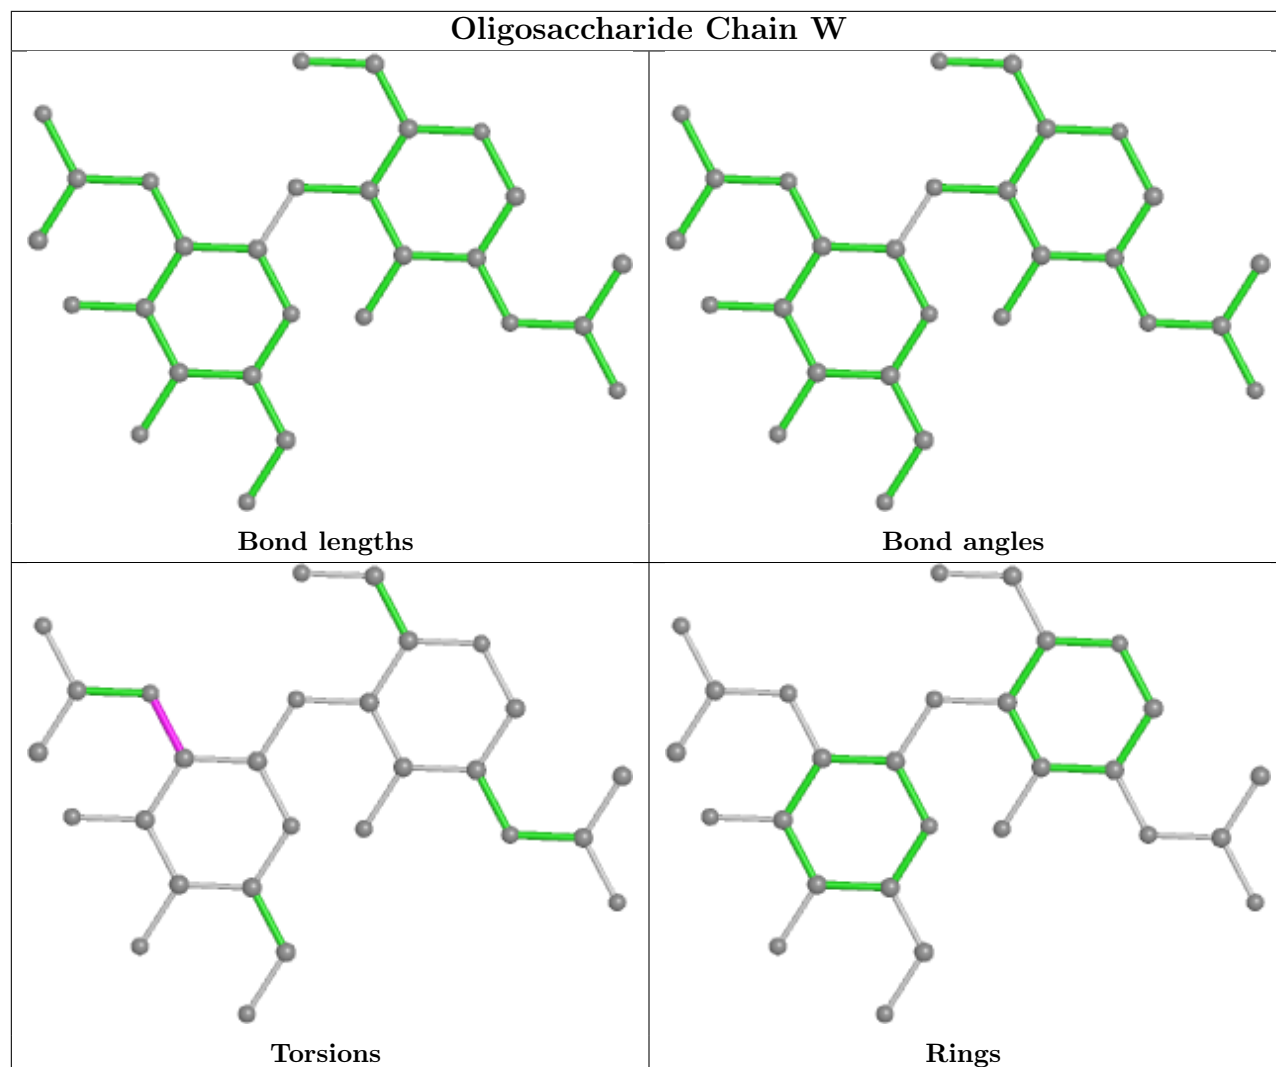 Oligosaccharide Chain W
Bond lengths
Bond angles
Torsions
Rings